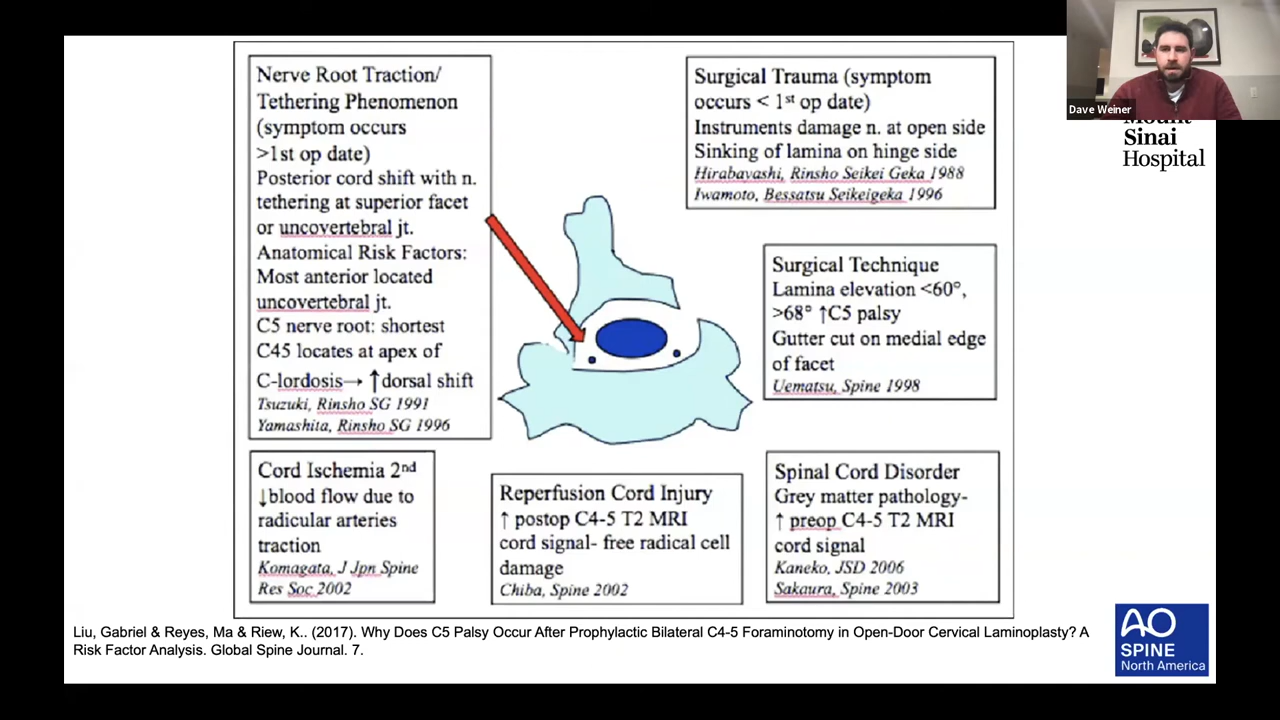 Nerve Root Traction/
Tethering Phenomenon
(symptom occurs
>1st op date)
Posterior cord shift with n.
tethering at superior facet
or uncovertebral jt.
Anatomical Risk Factors:
Most anterior located
uncovertebral jt.
C5 nerve root: shortest
C45 locates at apex of
C-lordosis→ ↑dorsal shift
Tsuzuki, Rinsho SG 1991
Yamashita, Rinsho SG 1996
Surgical Trauma (symptom
occurs < 1st op date)
Instruments damage n. at open side
Sinking of lamina on hinge side
Hirabayashi, Rinsho Seikei Geka 1988
Iwamoto, Bessatsu Seikeigeka 1996
Surgical Technique
Lamina elevation <60°,
>68° ↑C5 palsy
Gutter cut on medial edge
of facet
Uematsu, Spine 1998
Cord Ischemia 2nd
↓blood flow due to
radicular arteries
traction
Komagata, J Jpn Spine
Res Soc 2002
Reperfusion Cord Injury
↑ postop C4-5 T2 MRI
cord signal- free radical cell
damage
Chiba, Spine 2002
Spinal Cord Disorder
Grey matter pathology-
↑ preop C4-5 T2 MRI
cord signal
Kaneko, JSD 2006
Sakaura, Spine 2003
Liu, Gabriel & Reyes, Ma & Riew, K.. (2017). Why Does C5 Palsy Occur After Prophylactic Bilateral C4-5 Foraminotomy in Open-Door Cervical Laminoplasty? A
Risk Factor Analysis. Global Spine Journal. 7.
Dave Weiner
Mount
Sinai
Hospital
AO
SPINE
North America